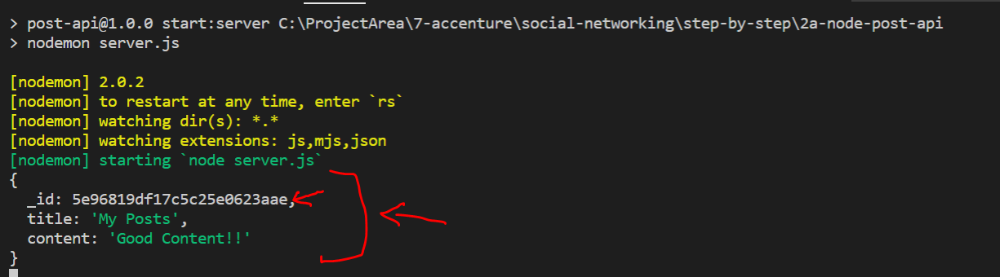 > post-api@1.0.0 start:server C:\ProjectArea\7-accenture\social-networking\step-by-step\2a-node-post-api
> nodemon server.js
[nodemon] 2.0.2
[nodemon] to restart at any time, enter `rs`
[nodemon] watching dir(s): *.*
[nodemon] watching extensions: js,mjs,json
[nodemon] starting `node server.js`
{
  _id: 5e96819df17c5c25e0623aae,
  title: 'My Posts',
  content: 'Good Content!!'
}